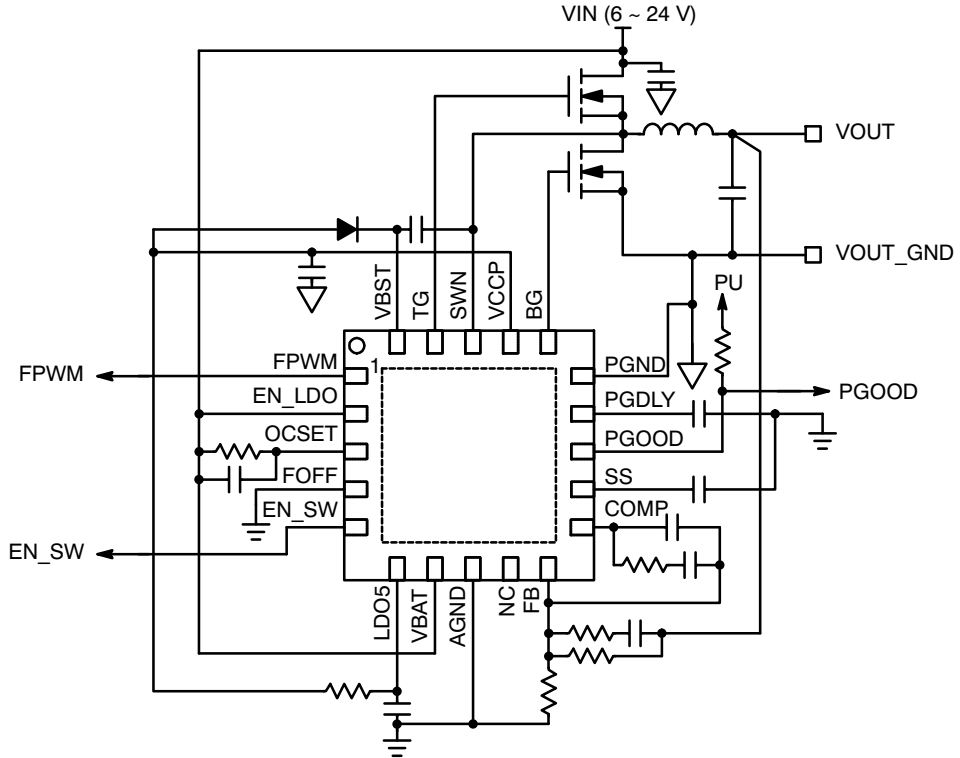 VIN (6 ~ 24 V)
VOUT
VOUT_GND
PU
VBST
TG
SWN
VCCP
BG
1
FPWM
FPWM
EN_LDO
OCSET
FOFF
EN_SW
EN_SW
PGND
PGDLY
PGOOD
PGOOD
SS
COMP
LDO5
VBAT
AGND
NC
FB